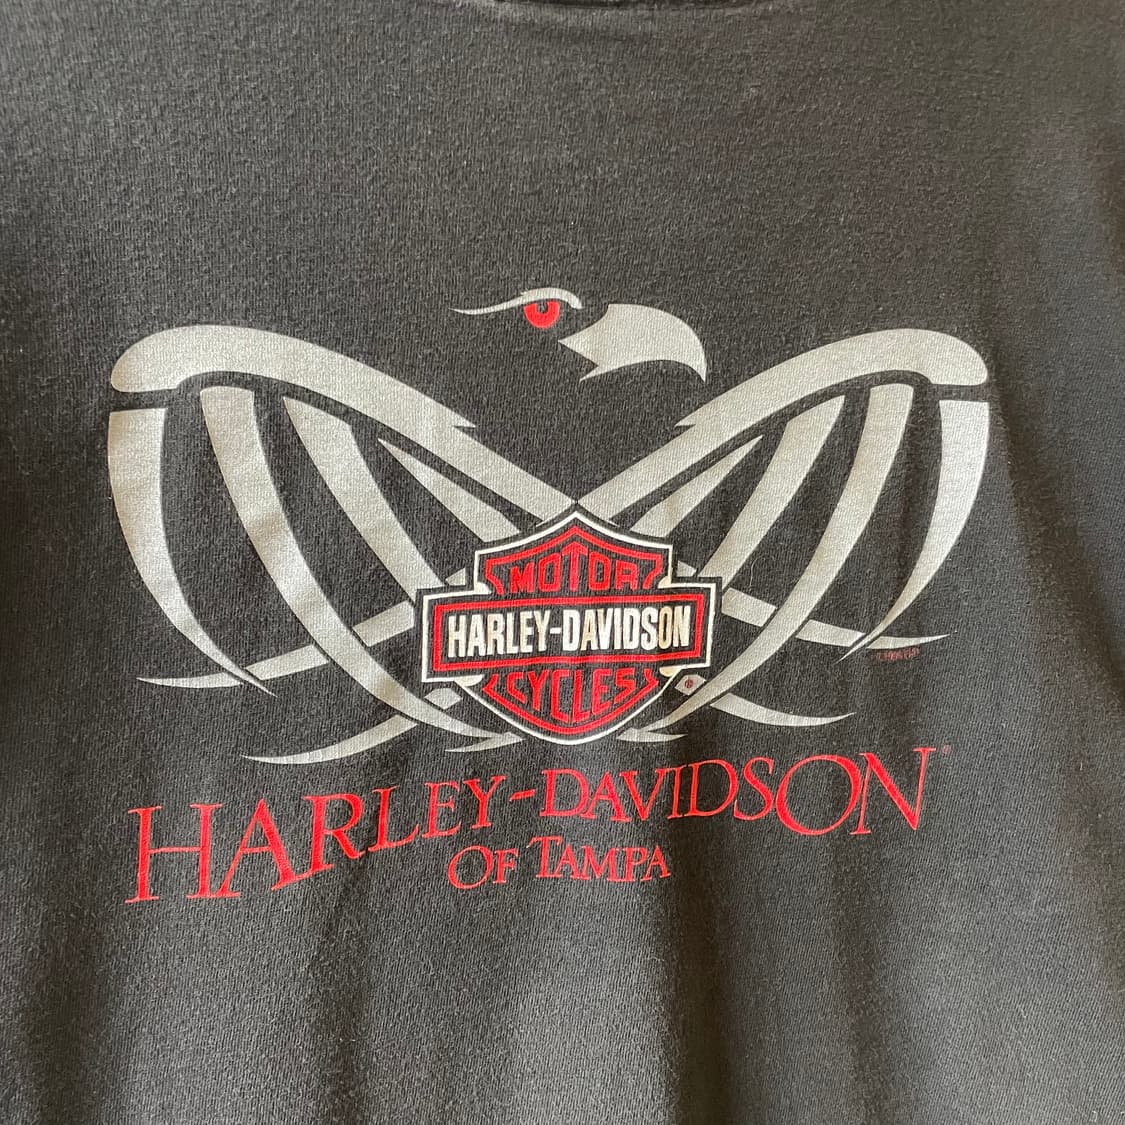 MOTOR
HARLEY-DAVIDSON
CYCLES
HARLEY-DAVIDSON®
OF TAMPA